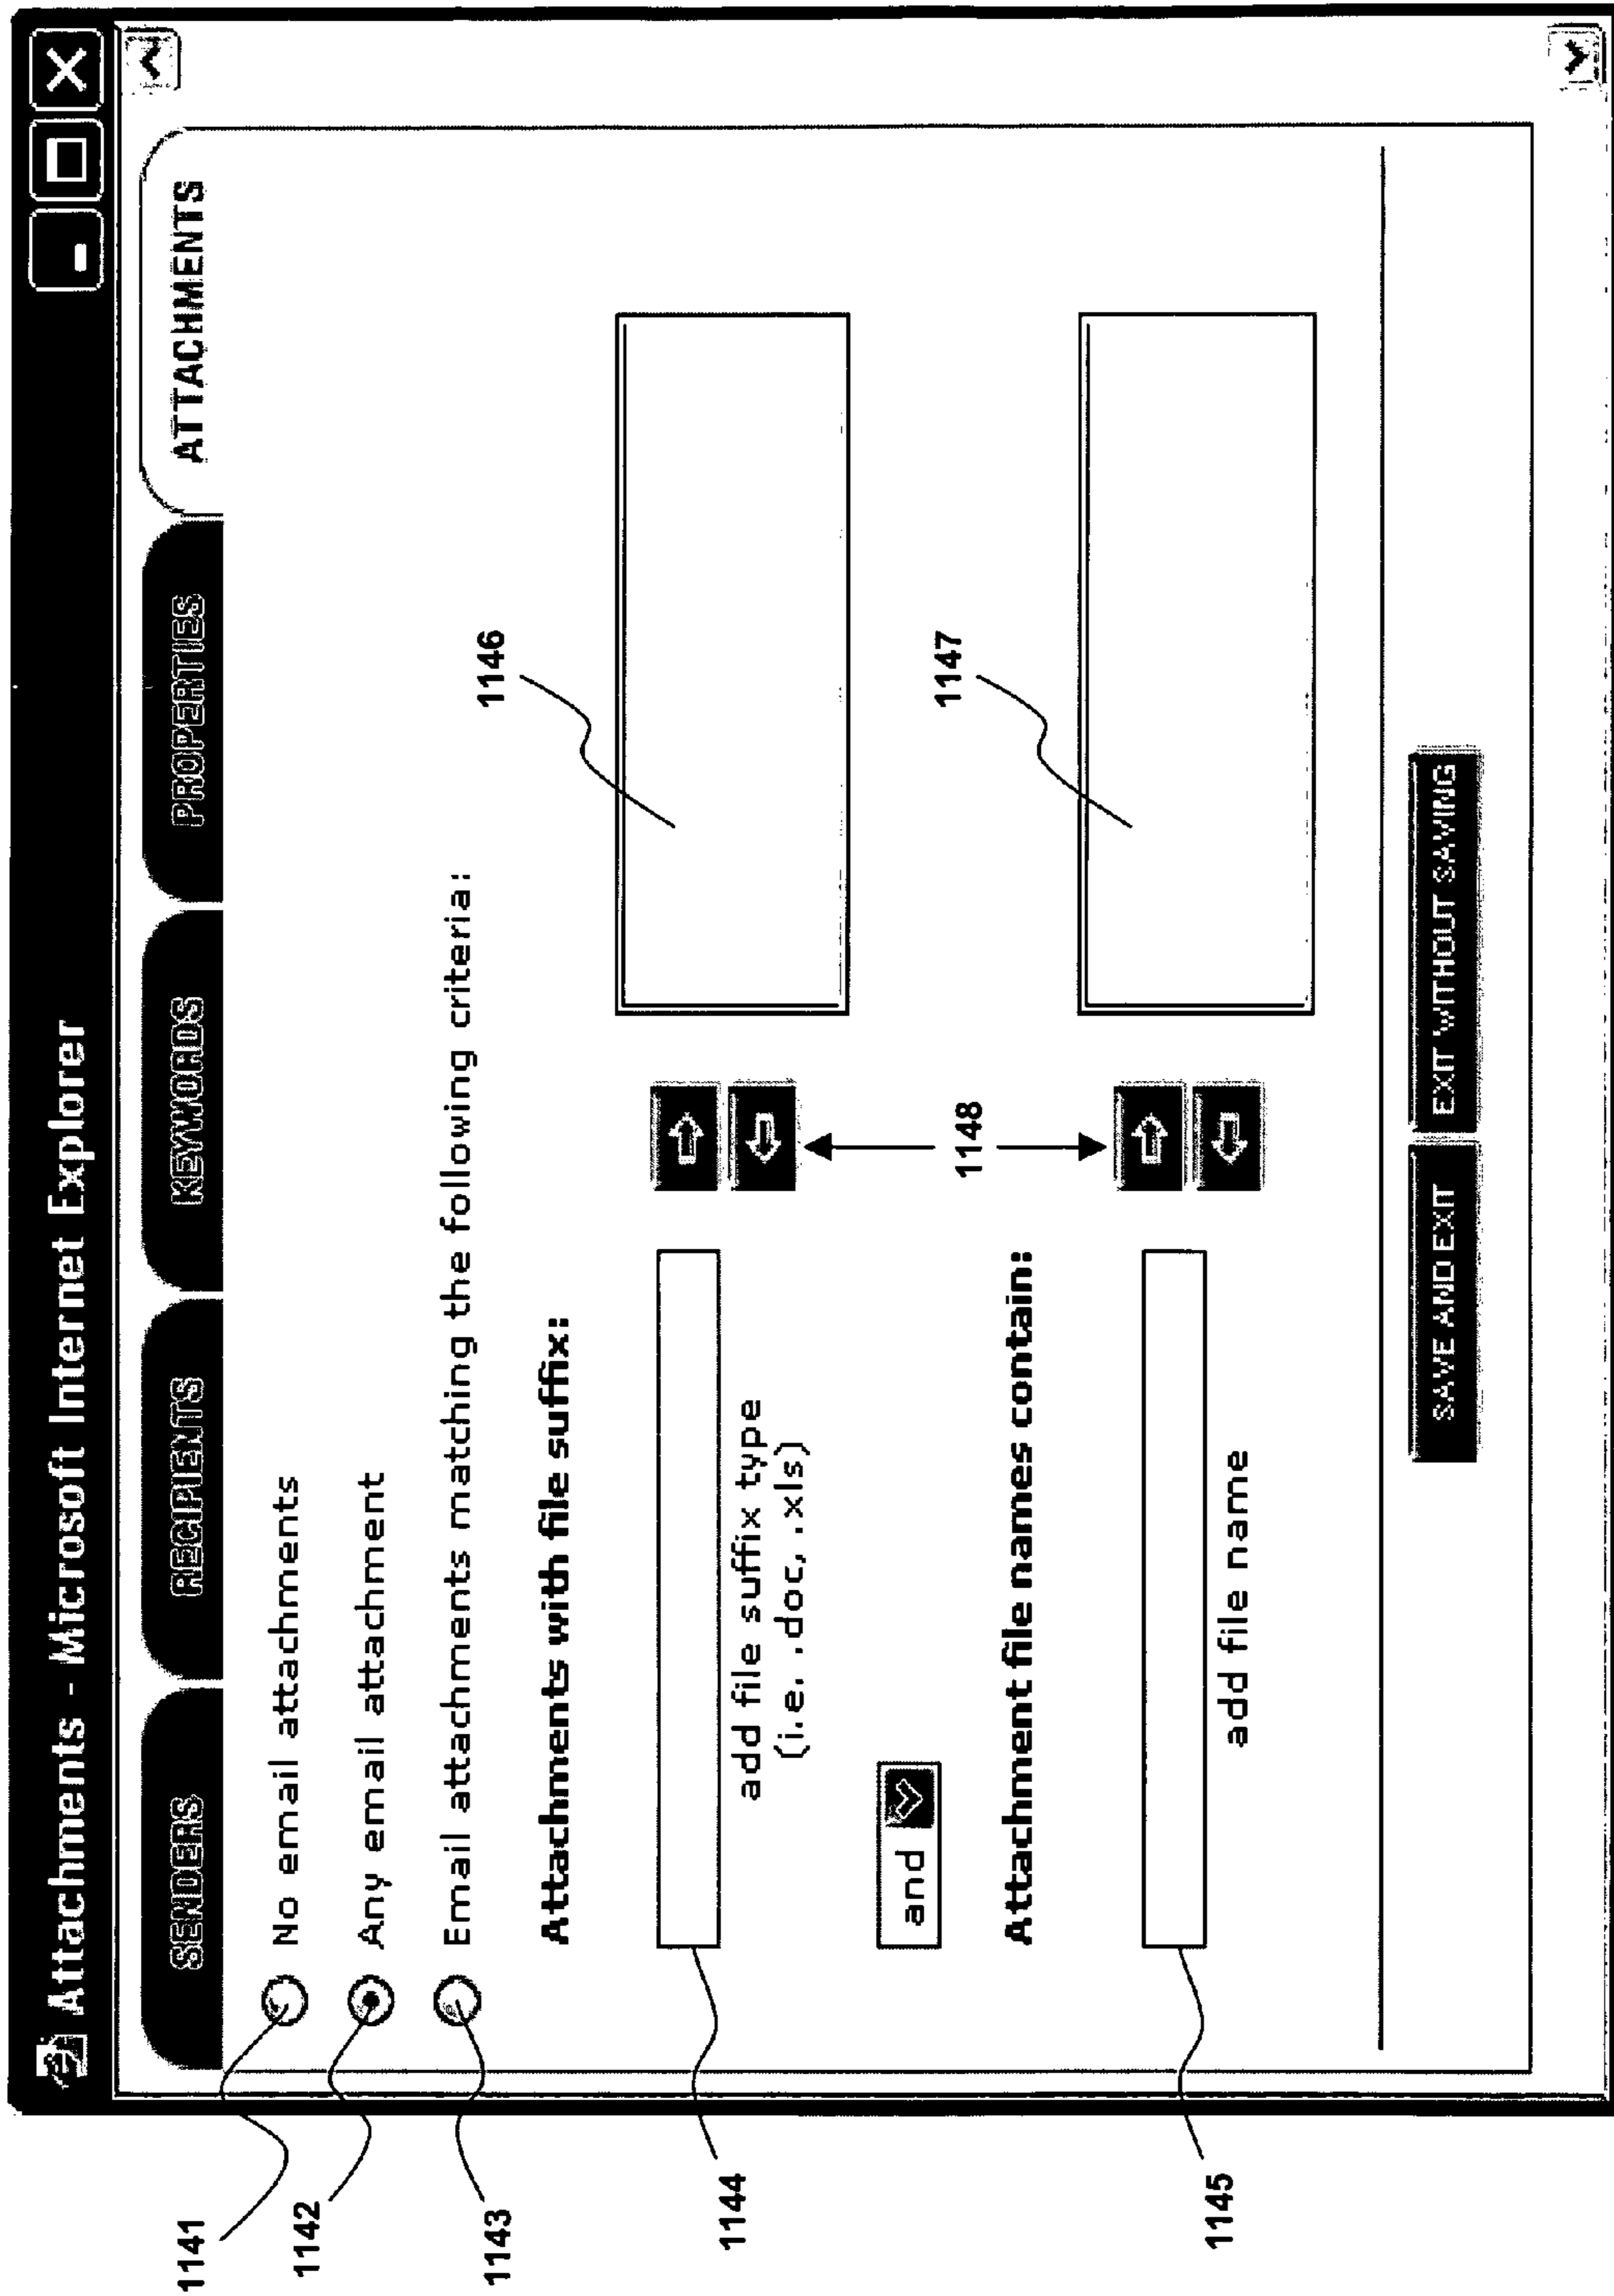 Attachments - Microsoft Internet Explorer
SENDERS
RECIPIENTS
KEYWORDS
PROPERTIES
ATTACHMENTS
1141
No email attachments
1142
Any email attachment
1143
Email attachments matching the following criteria:
Attachments with file suffix:
1146
1144
add file suffix type
(i.e. .doc, .xls)
1148
and
Attachment file names contain:
1147
1145
add file name
SAVE AND EXIT
EXIT WITHOUT SAVING